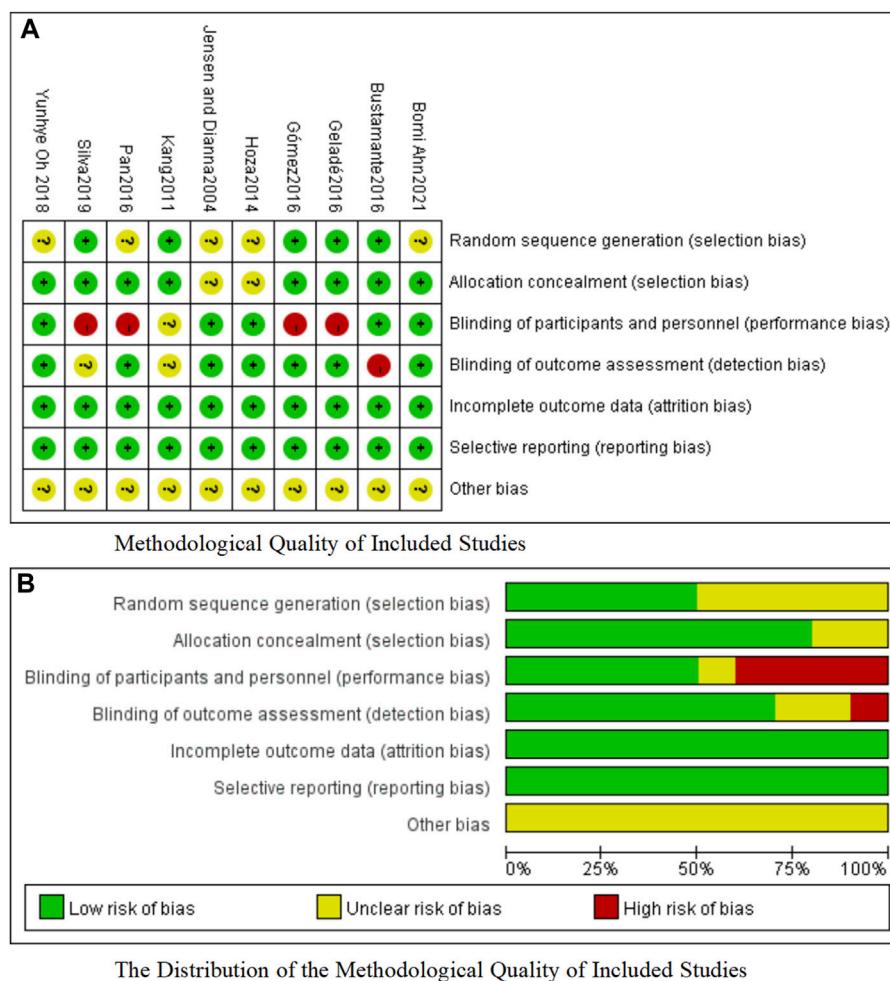 A
Yunhye Oh 2018
Silva2019
Pan2016
Kang2011
Jensen and Dianna2004
Hoza2014
Gómez2016
Geladé2016
Bustamante2016
Bomi Ahn2021
? + ? + ? ? + + + ? Random sequence generation (selection bias)
+ + + + ? ? + + + + Allocation concealment (selection bias)
+ - - ? + + - - + + Blinding of participants and personnel (performance bias)
+ ? + ? + + + + - + Blinding of outcome assessment (detection bias)
+ + + + + + + + + + Incomplete outcome data (attrition bias)
+ + + + + + + + + + Selective reporting (reporting bias)
? ? ? ? ? ? ? ? ? ? Other bias
Methodological Quality of Included Studies
B
Random sequence generation (selection bias)
Allocation concealment (selection bias)
Blinding of participants and personnel (performance bias)
Blinding of outcome assessment (detection bias)
Incomplete outcome data (attrition bias)
Selective reporting (reporting bias)
Other bias
0% 25% 50% 75% 100%
Low risk of bias Unclear risk of bias High risk of bias
The Distribution of the Methodological Quality of Included Studies